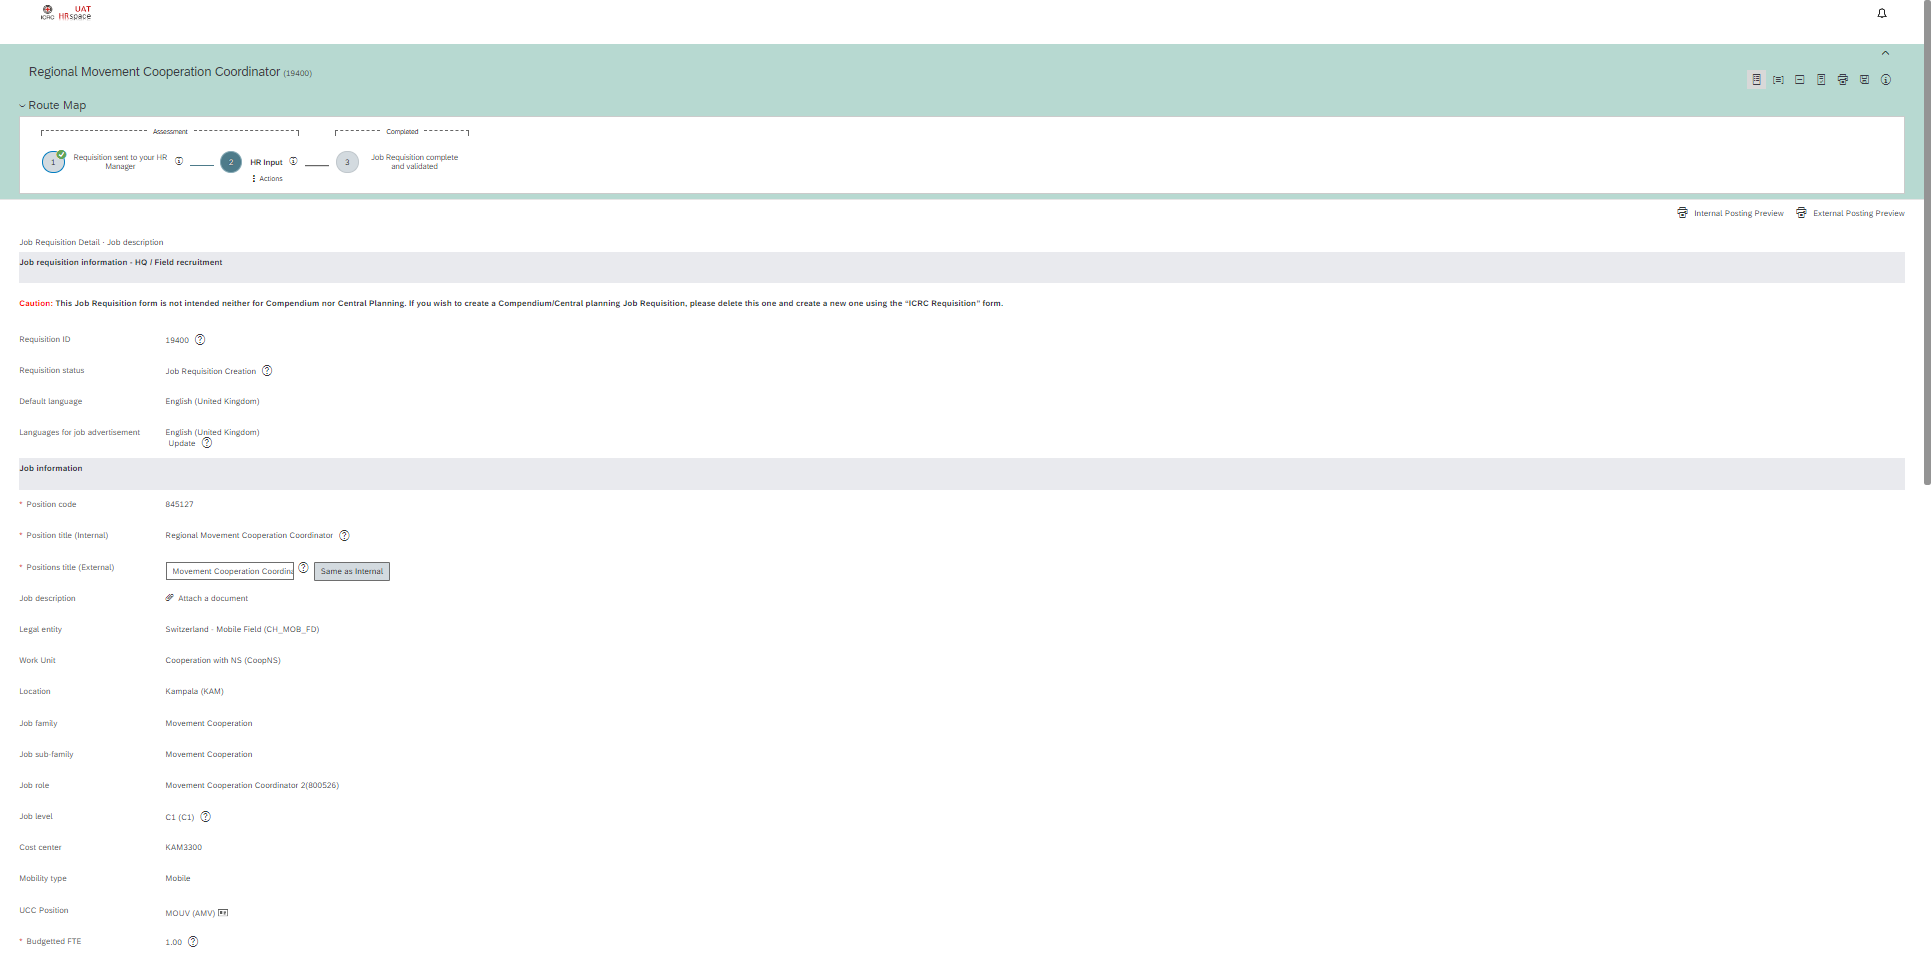 UAT
ICRC HRspace
Regional Movement Cooperation Coordinator (19400)
Route Map
Assessment
Completed
1
Requisition sent to your HR
Manager
2
HR Input
Actions
3
Job Requisition complete
and validated
Internal Posting Preview
External Posting Preview
Job Requisition Detail - Job description
Job requisition information - HQ / Field recruitment
Caution: This Job Requisition form is not intended neither for Compendium nor Central Planning. If you wish to create a Compendium/Central planning Job Requisition, please delete this one and create a new one using the "ICRC Requisition" form.
Requisition ID 19400
Requisition status Job Requisition Creation
Default language English (United Kingdom)
Languages for job advertisement English (United Kingdom)
Update
Job information
* Position code 845127
* Position title (Internal) Regional Movement Cooperation Coordinator
* Positions title (External) Movement Cooperation Coordina Same as Internal
Job description Attach a document
Legal entity Switzerland - Mobile Field (CH_MOB_FD)
Work Unit Cooperation with NS (CoopNS)
Location Kampala (KAM)
Job family Movement Cooperation
Job sub-family Movement Cooperation
Job role Movement Cooperation Coordinator 2(800526)
Job level C1 (C1)
Cost center KAM3300
Mobility type Mobile
UCC Position MOUV (AMV)
* Budgetted FTE 1.00